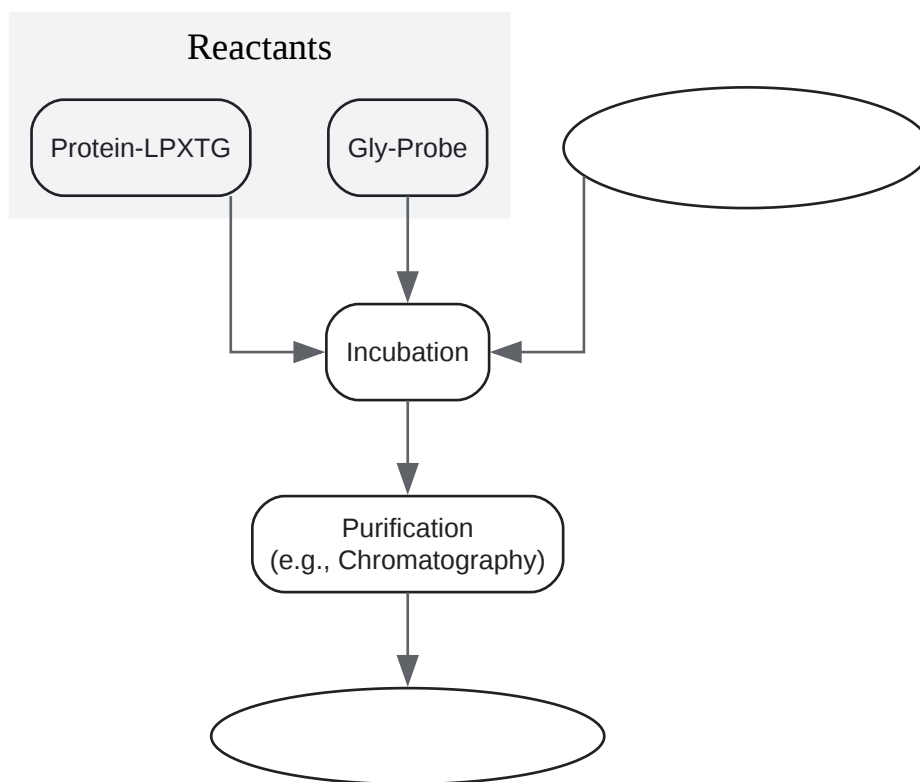 Reactants
Protein-LPXTG
Gly-Probe
Incubation
Purification
(e.g., Chromatography)